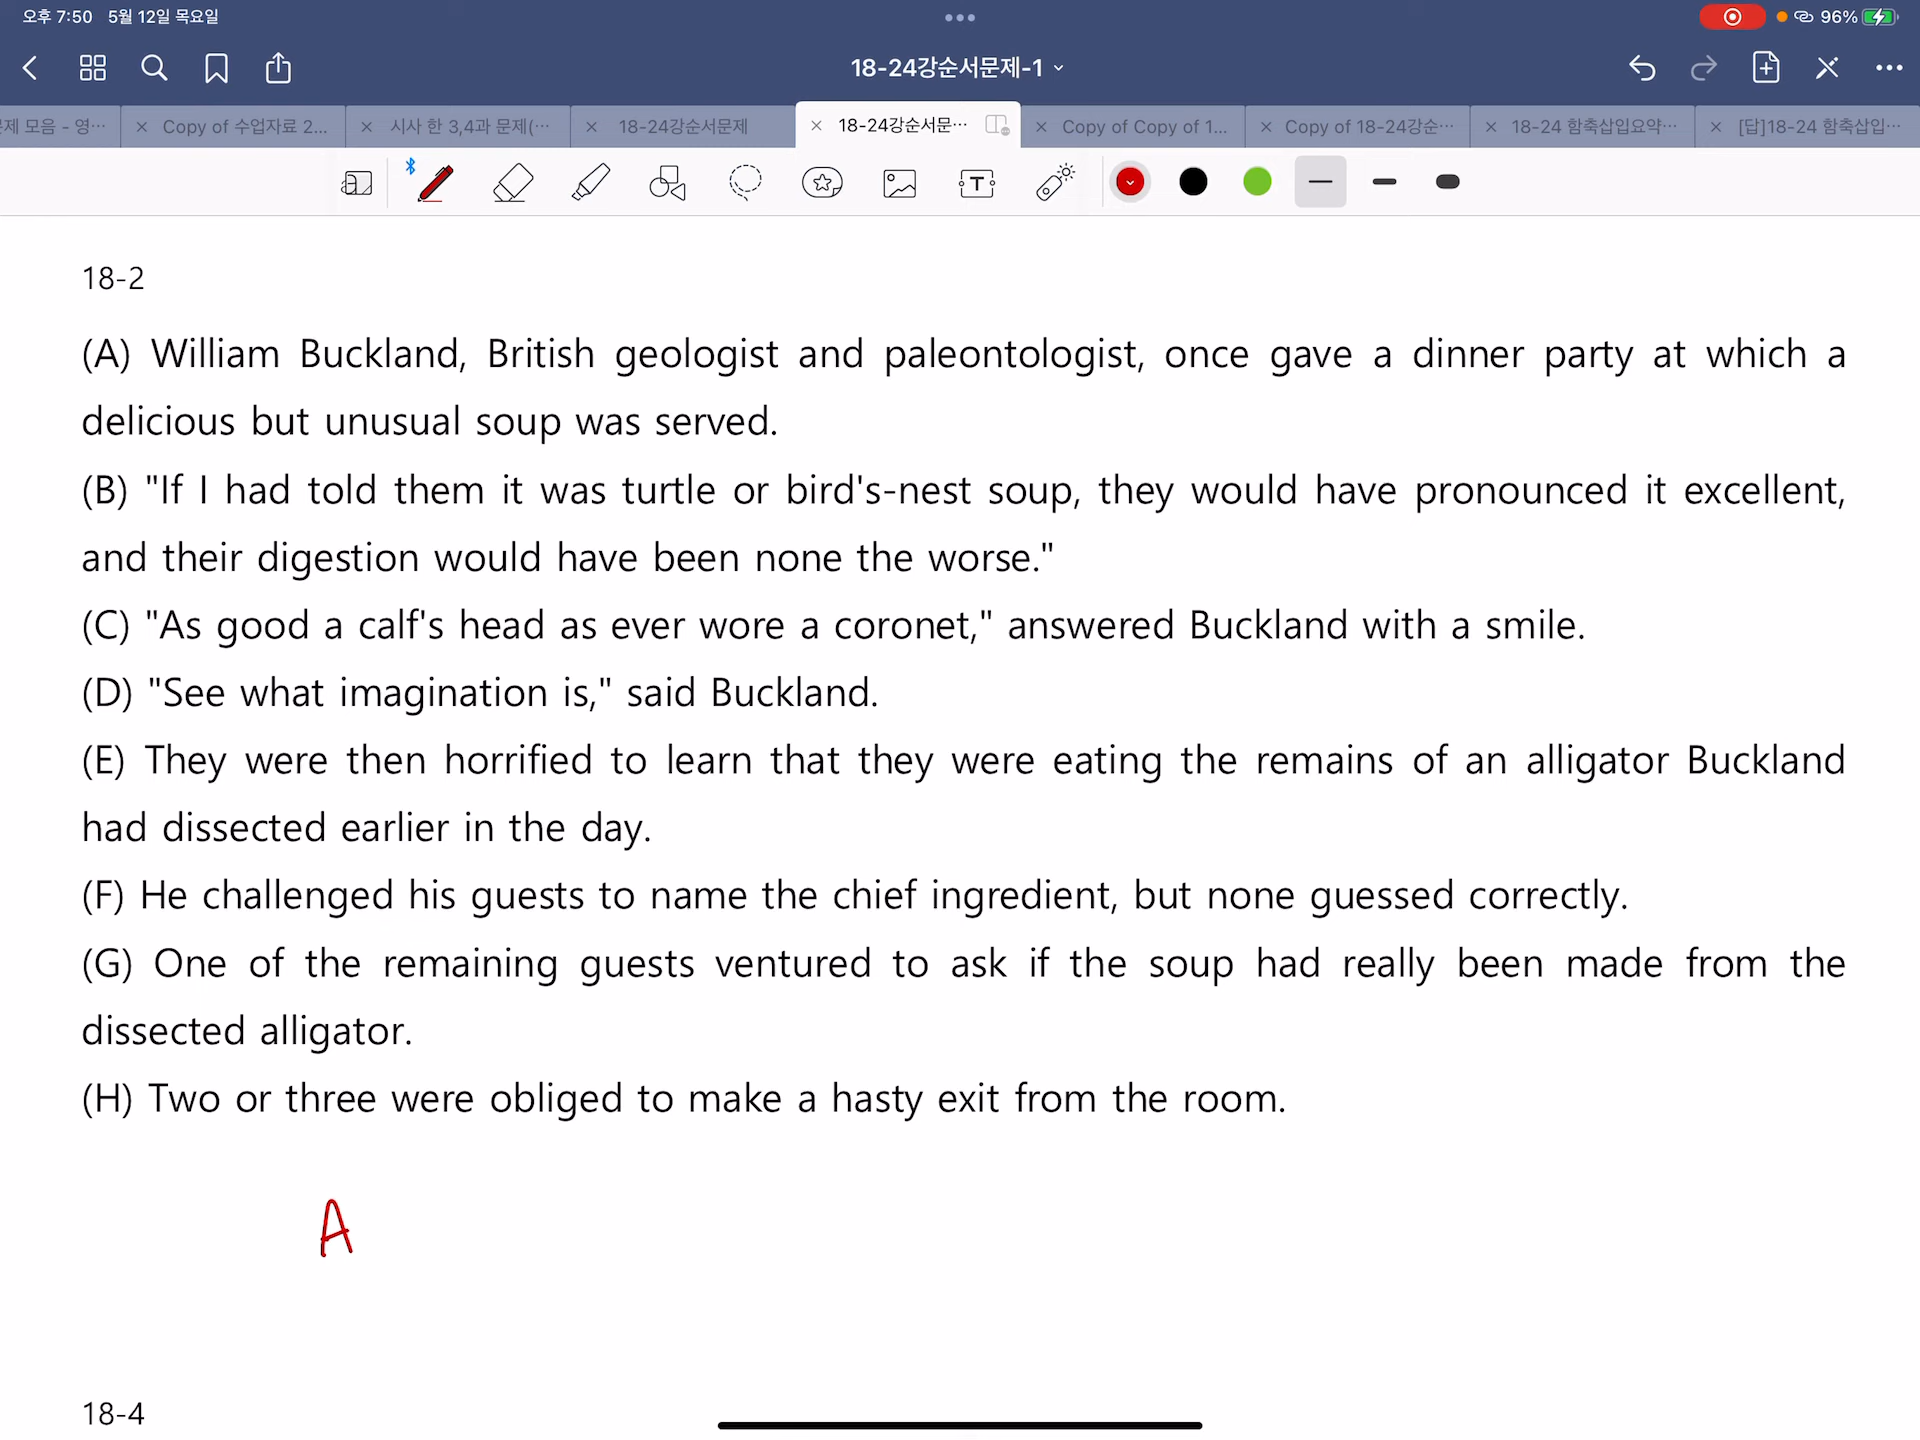 오후 7:50 5월 12일 목요일
96%
18-24강순서문제-1
제 모음 - 영…
Copy of 수업자료 2...
시사 한 3,4과 문제(…
18-24강순서문제
18-24강순서문…
Copy of Copy of 1...
Copy of 18-24강순…
18-24 함축삽입요약…
[답]18-24 함축삽입…
18-2
(A) William Buckland, British geologist and paleontologist, once gave a dinner party at which a
delicious but unusual soup was served.
(B) "If I had told them it was turtle or bird's-nest soup, they would have pronounced it excellent,
and their digestion would have been none the worse."
(C) "As good a calf's head as ever wore a coronet," answered Buckland with a smile.
(D) "See what imagination is," said Buckland.
(E) They were then horrified to learn that they were eating the remains of an alligator Buckland
had dissected earlier in the day.
(F) He challenged his guests to name the chief ingredient, but none guessed correctly.
(G) One of the remaining guests ventured to ask if the soup had really been made from the
dissected alligator.
(H) Two or three were obliged to make a hasty exit from the room.
A
18-4